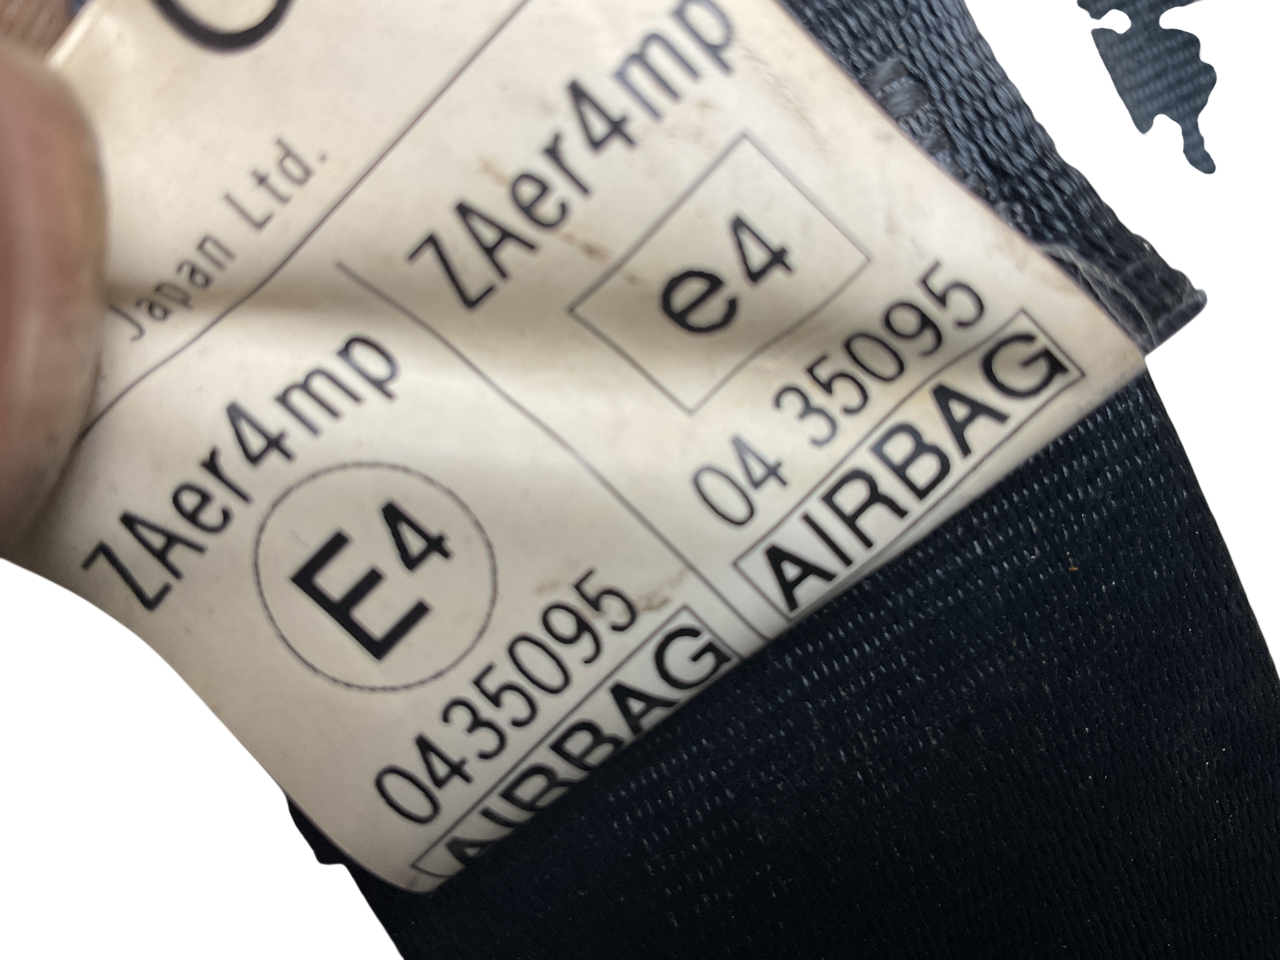 Japan Ltd.
ZAer4mp
E4
0435095
AIRBAG
ZAer4mp
e4
04 35095
AIRBAG